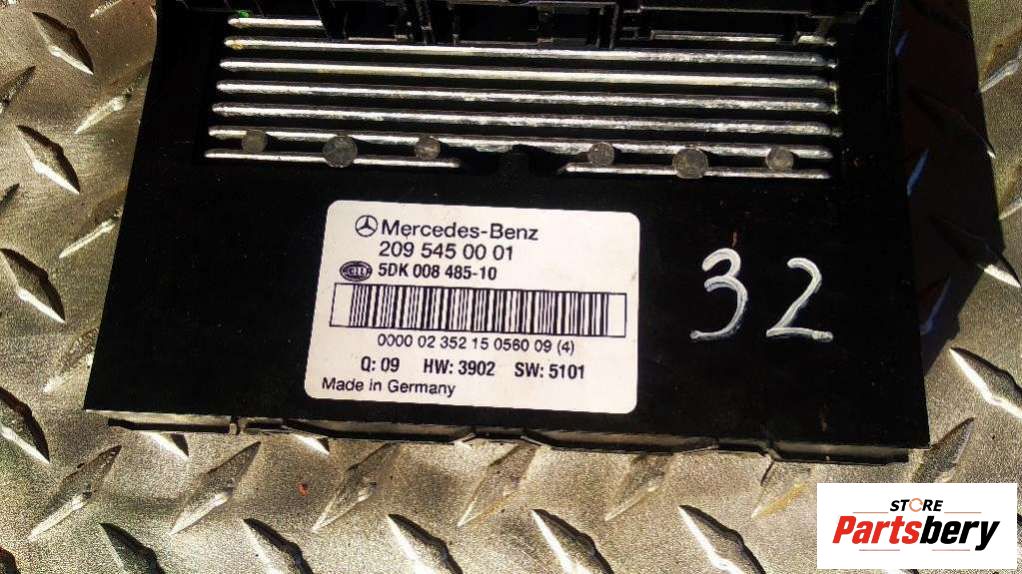 Mercedes-Benz
209 545 00 01
5DK 008 485-10
0000 02 352 15 0560 09 (4)
Q: 09 HW: 3902 SW: 5101
Made in Germany
32
STORE
Partsbery